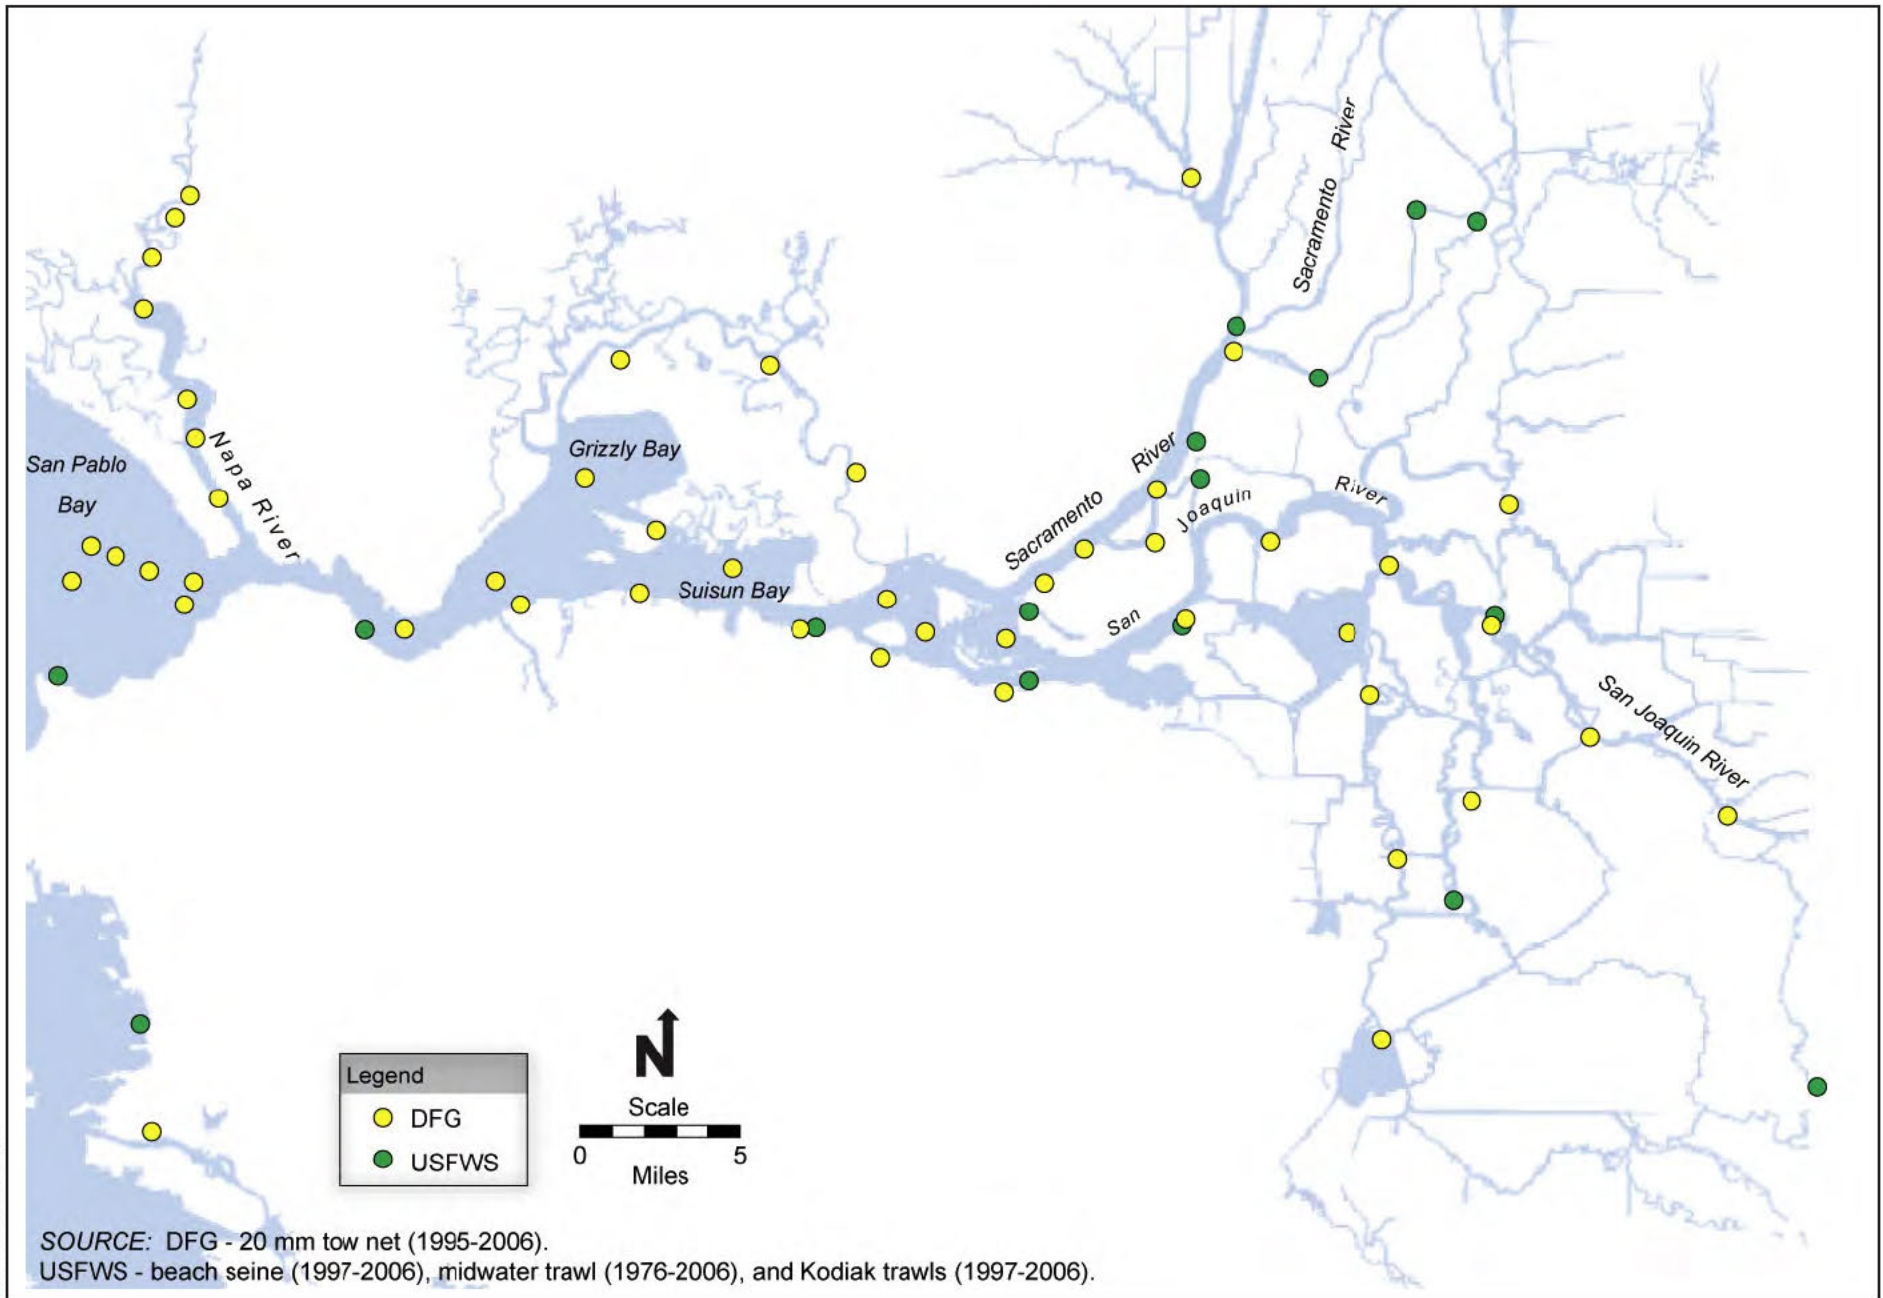 Sacramento River
San Pablo
Bay
Napa River
Grizzly Bay
Suisun Bay
Sacramento River
San Joaquin River
San Joaquin River
Legend
DFG
USFWS
N
Scale
0 5
Miles
SOURCE: DFG - 20 mm tow net (1995-2006).
USFWS - beach seine (1997-2006), midwater trawl (1976-2006), and Kodiak trawls (1997-2006).